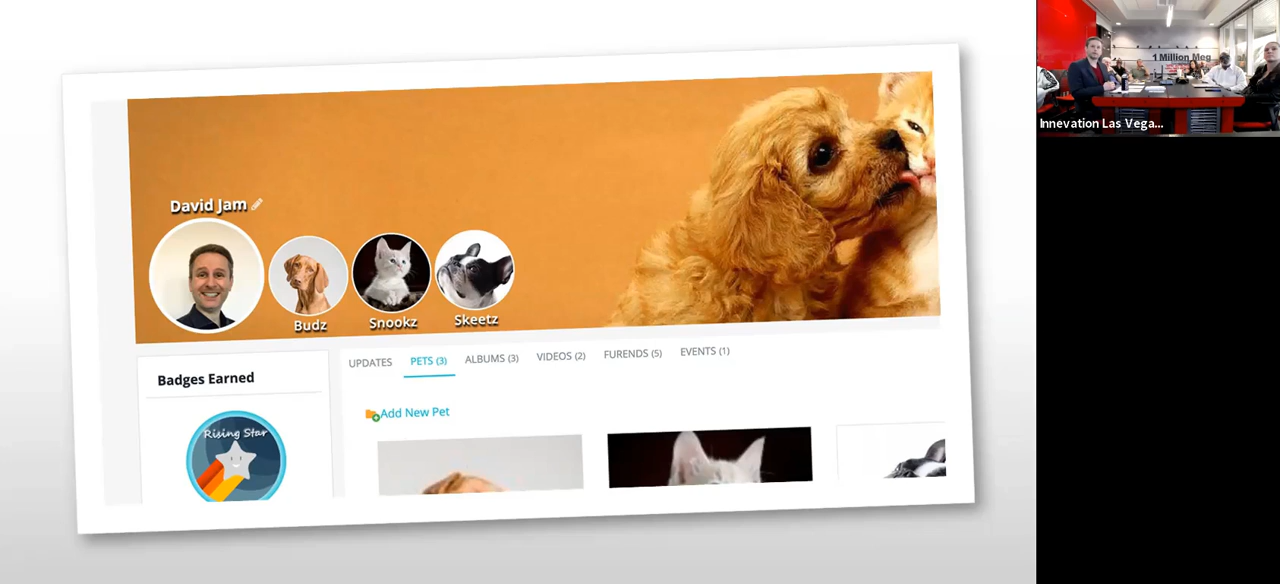 David Jam
Budz
Snookz
Skeetz
UPDATES PETS (3) ALBUMS (3) VIDEOS (2) FURENDS (5) EVENTS (1)
Badges Earned
Add New Pet
Rising Star
1 Million Meg
Innevation Las Vega...